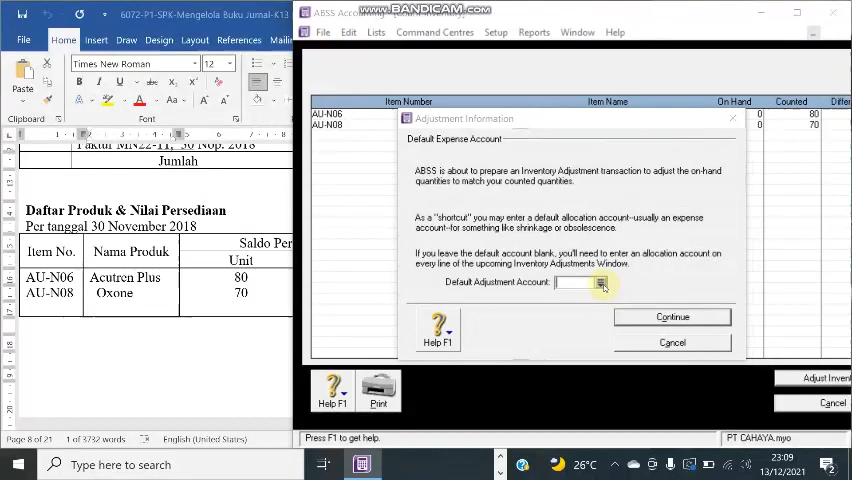 6072-P1-SPK-Mengelola Buku Jurnal-K13
ABSS Accounting
www.BANDICAM.com
File Home Insert Draw Design Layout References
File Edit Lists Command Centres Setup Reports Window Help
Times New Roman 12
Paste
B I U
Item Number Item Name On Hand Counted Differ
AU-N06 0 80
AU-N08 0 70
Faktur MN22-11, 30 Nop. 2018
Jumlah
Daftar Produk & Nilai Persediaan
Per tanggal 30 November 2018
Item No. Nama Produk Saldo Per
Unit
AU-N06 Acutren Plus 80
AU-N08 Oxone 70
Adjustment Information
Default Expense Account
ABSS is about to prepare an Inventory Adjustment transaction to adjust the on-hand
quantities to match your counted quantities.
As a "shortcut" you may enter a default allocation account--usually an expense
account--for something like shrinkage or obsolescence.
If you leave the default account blank, you'll need to enter an allocation account on
every line of the upcoming Inventory Adjustments Window.
Default Adjustment Account:
Help F1
Continue
Cancel
Help F1
Print
Adjust Invent
Cancel
Page 8 of 21 1 of 3732 words English (United States)
Press F1 to get help.
PT CAHAYA.myo
Type here to search
26°C
23:09
13/12/2021
2